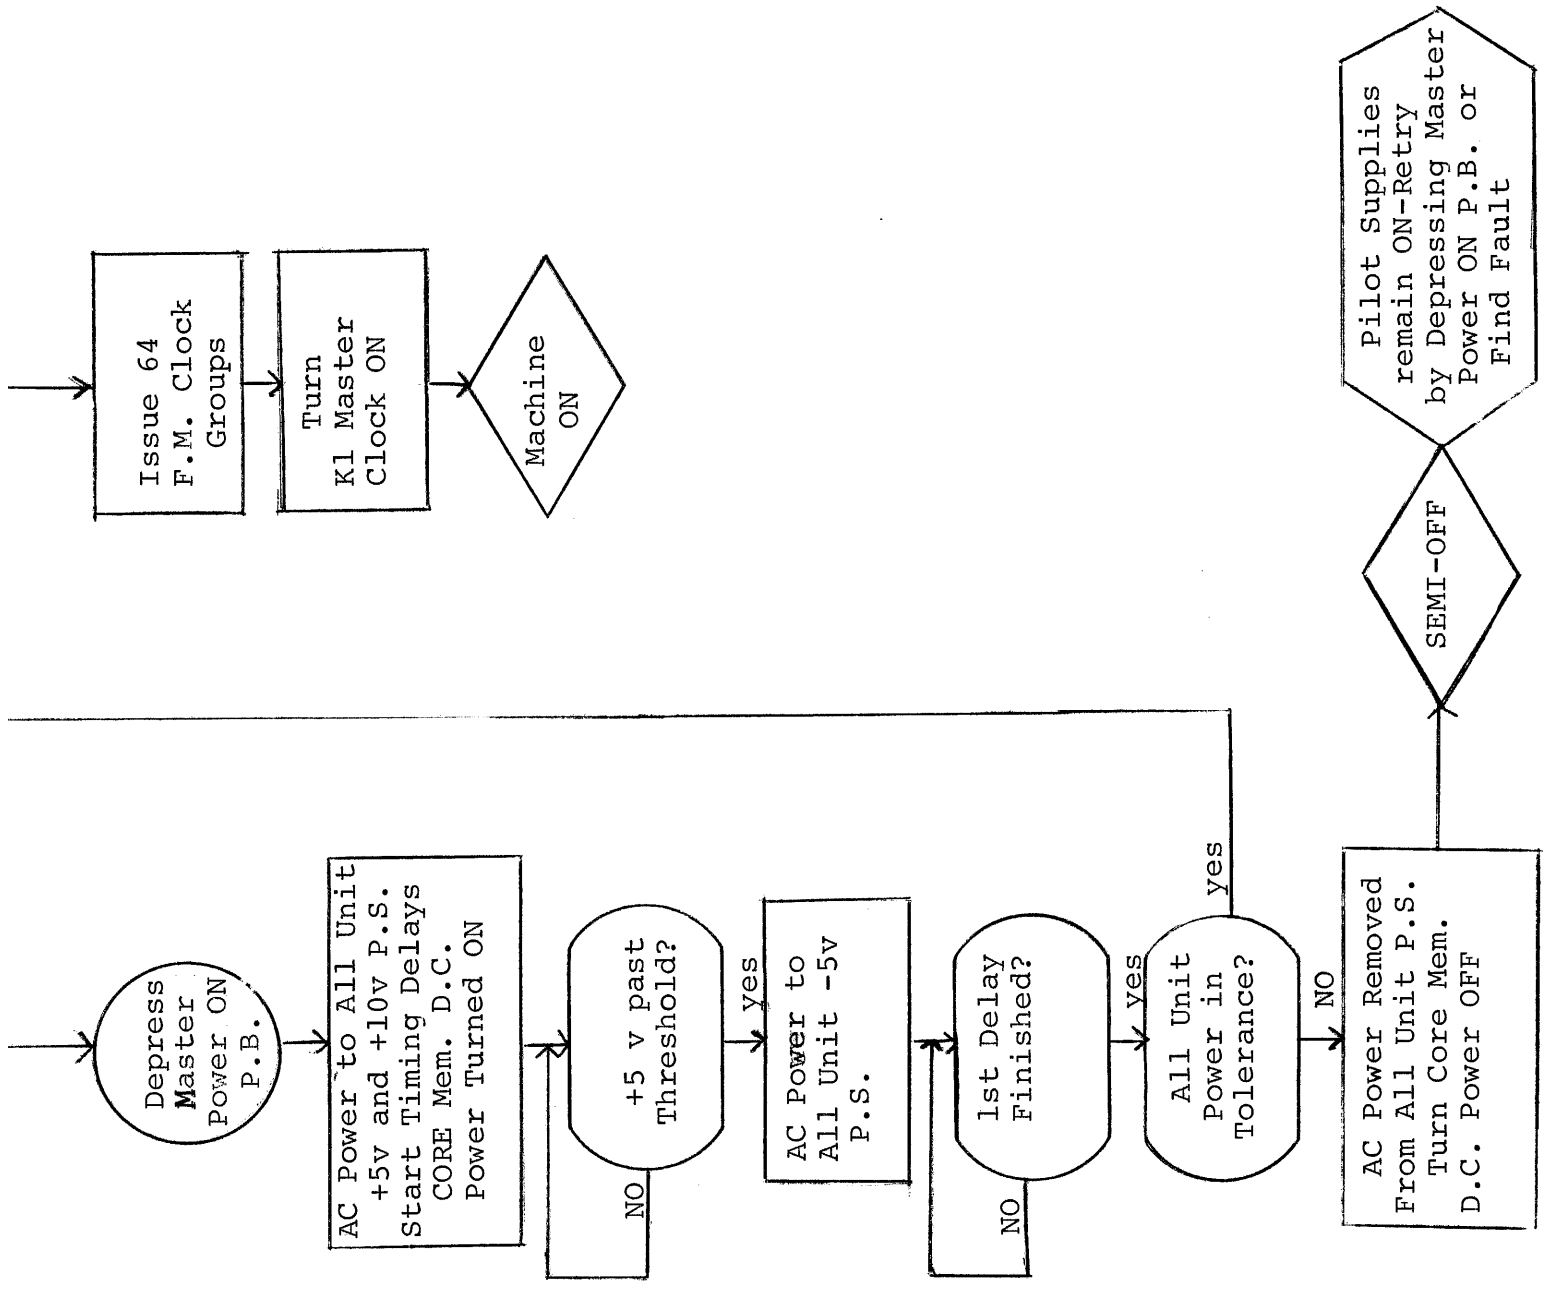 Depress
Master
Power ON
P.B.
AC Power to All Unit
+5v and +10v P.S.
Start Timing Delays
CORE Mem. D.C.
Power Turned ON
+5 v past
Threshold?
NO
yes
AC Power to
All Unit -5v
P.S.
1st Delay
Finished?
NO
yes
All Unit
Power in
Tolerance?
yes
NO
AC Power Removed
From All Unit P.S.
Turn Core Mem.
D.C. Power OFF
SEMI-OFF
Pilot Supplies
remain ON-Retry
by Depressing Master
Power ON P.B. or
Find Fault
Issue 64
F.M. Clock
Groups
Turn
K1 Master
Clock ON
Machine
ON